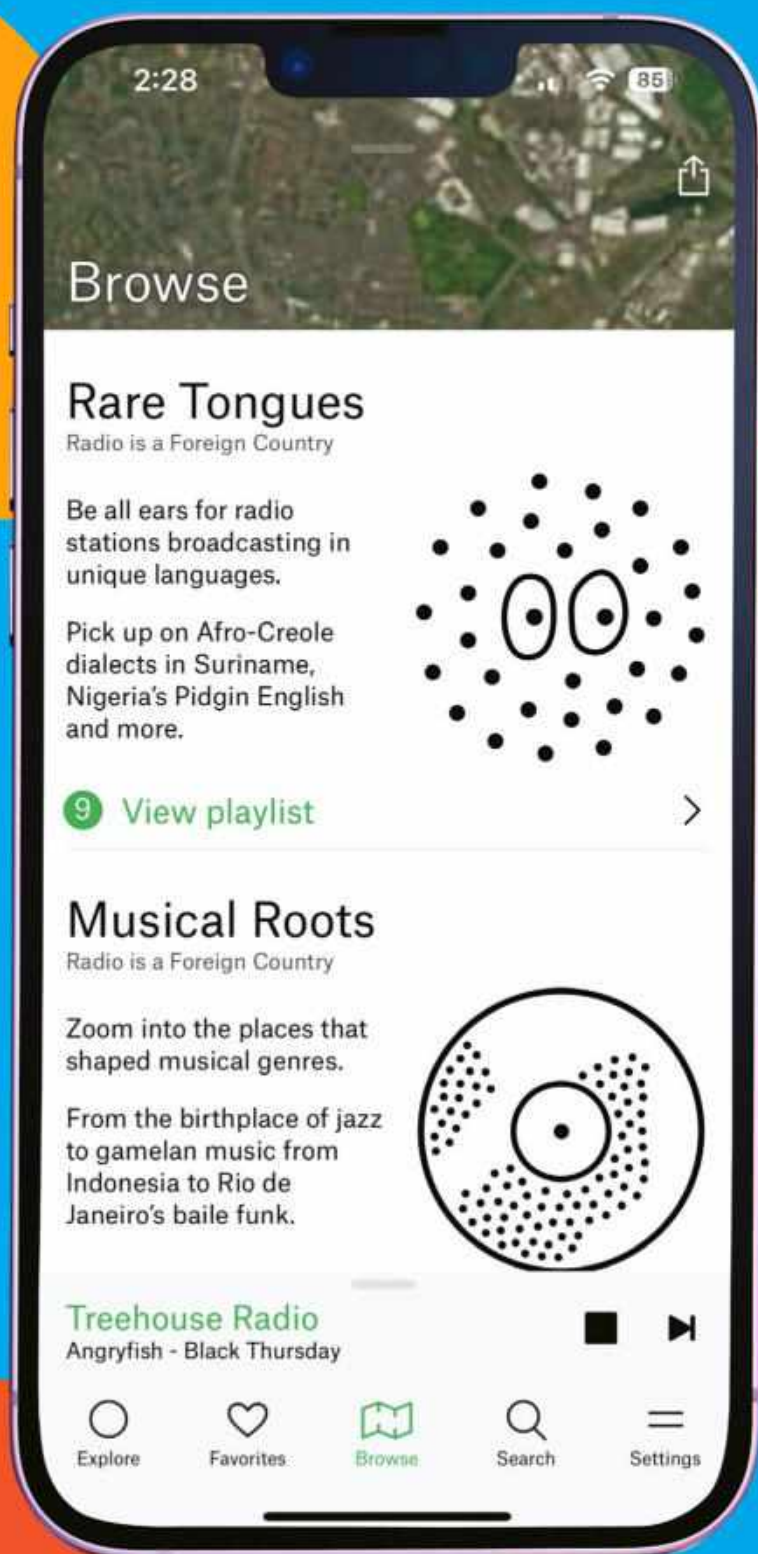 2:28
85
Browse
Rare Tongues
Radio is a Foreign Country
Be all ears for radio
stations broadcasting in
unique languages.
Pick up on Afro-Creole
dialects in Suriname,
Nigeria's Pidgin English
and more.
9 View playlist
Musical Roots
Radio is a Foreign Country
Zoom into the places that
shaped musical genres.
From the birthplace of jazz
to gamelan music from
Indonesia to Rio de
Janeiro's baile funk.
Treehouse Radio
Angryfish - Black Thursday
Explore
Favorites
Browse
Search
Settings